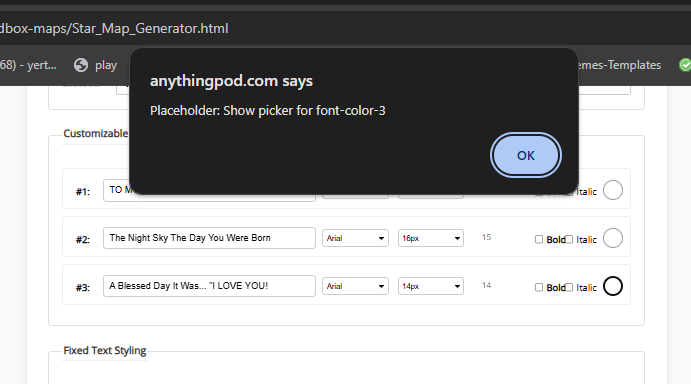 dbox-maps/Star_Map_Generator.html
68) – yert...
play
emes-Templates
anythingpod.com says
Placeholder: Show picker for font-color-3
OK
Customizable
#1:
TO M
Italic
#2:
The Night Sky The Day You Were Born
Arial
16px
15
Bold
Italic
#3:
A Blessed Day It Was... "I LOVE YOU!
Arial
14px
14
Bold
Italic
Fixed Text Styling